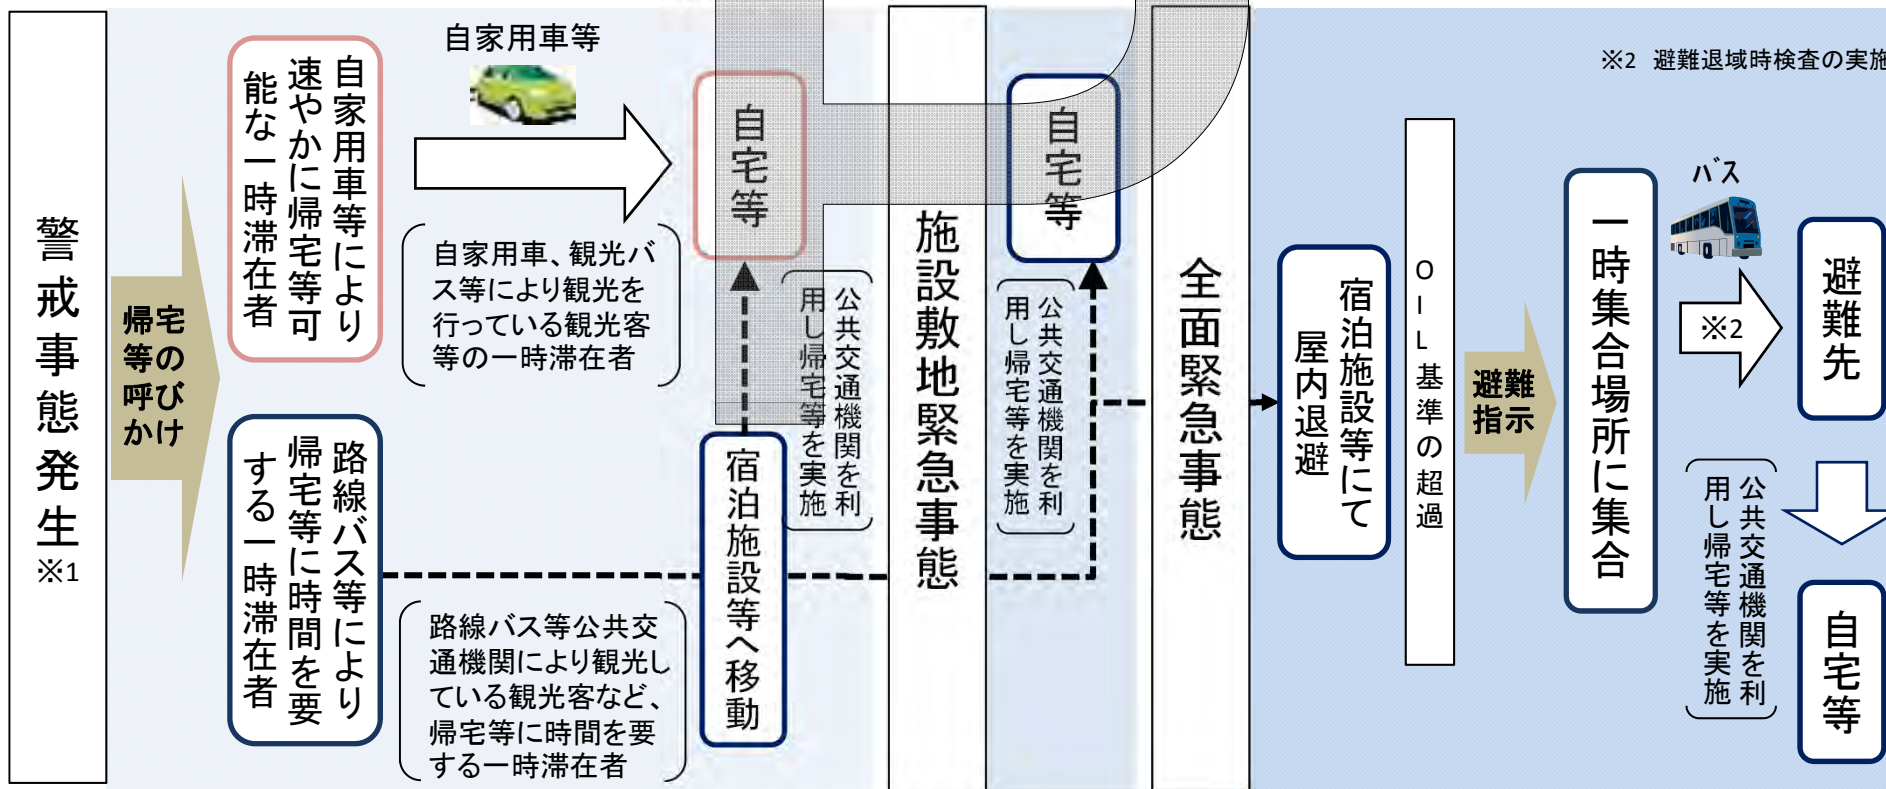 警戒事態発生
※1
帰宅
等の
呼び
かけ
自家用車等により
速やかに帰宅等可
能な一時滞在者
路線バス等により
帰宅等に時間を要
する一時滞在者
自家用車等
自家用車、観光バ
ス等により観光を
行っている観光客
等の一時滞在者
路線バス等公共交
通機関により観光し
ている観光客など、
帰宅等に時間を要
する一時滞在者
自宅等
公共交通機関を利
用し帰宅等を実施
宿泊施設等へ移動
施設敷地緊急事態
自宅等
公共交通機関を利
用し帰宅等を実施
全面緊急事態
宿泊施設等にて
屋内退避
OIL基準の超過
避難
指示
一時集合場所に集合
※2 避難退域時検査の実施
バス
※2
避難先
公共交通機関を利
用し帰宅等を実施
自宅等